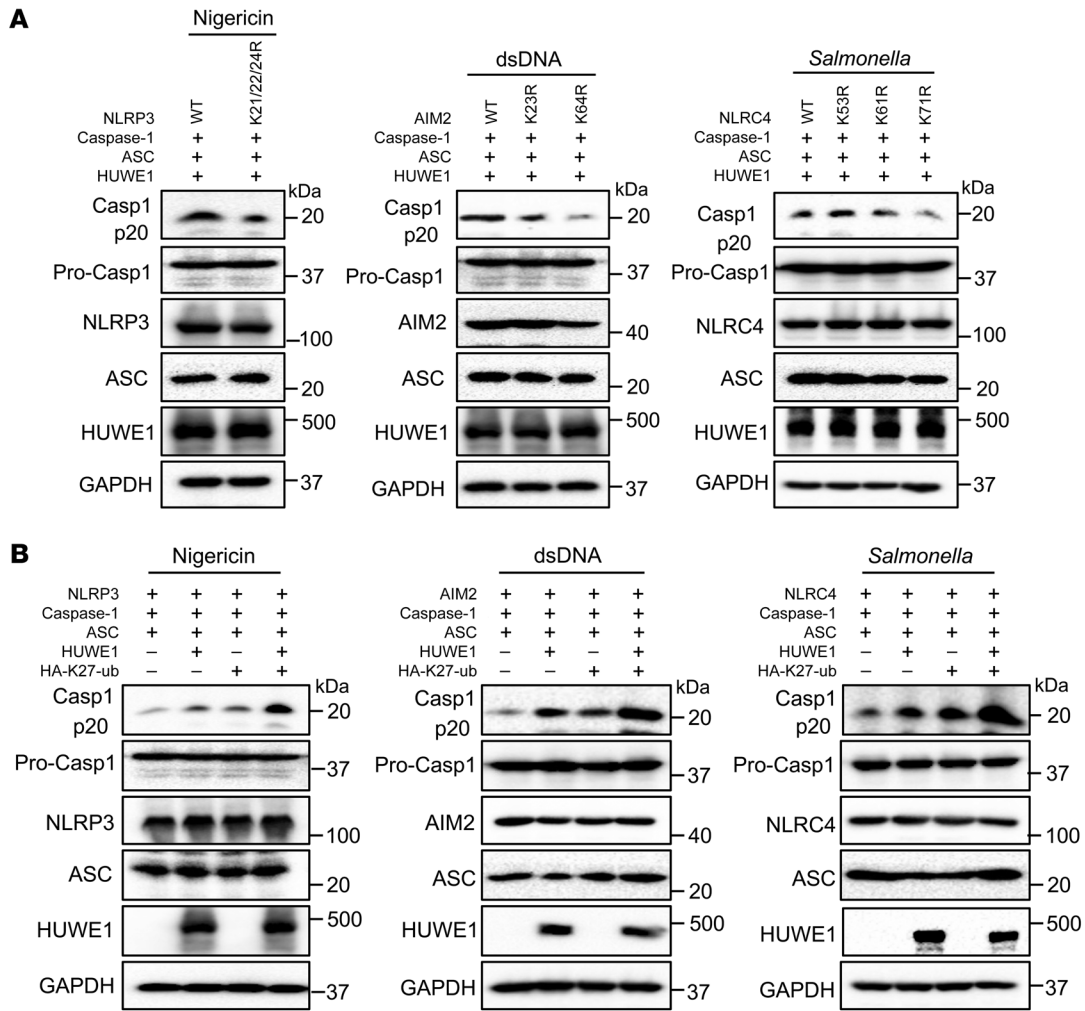 A
Nigericin
NLRP3 WT K21/22/24R
Caspase-1 + +
ASC + +
HUWE1 + +
kDa
Casp1 p20 20
Pro-Casp1 37
NLRP3 100
ASC 20
HUWE1 500
GAPDH 37
dsDNA
AIM2 WT K23R K64R
Caspase-1 + + +
ASC + + +
HUWE1 + + +
kDa
Casp1 p20 20
Pro-Casp1 37
AIM2 40
ASC 20
HUWE1 500
GAPDH 37
Salmonella
NLRC4 WT K53R K61R K71R
Caspase-1 + + + +
ASC + + + +
HUWE1 + + + +
kDa
Casp1 p20 20
Pro-Casp1 37
NLRC4 100
ASC 20
HUWE1 500
GAPDH 37
B
Nigericin
NLRP3 + + + +
Caspase-1 + + + +
ASC + + + +
HUWE1 – + – +
HA-K27-ub – – + +
kDa
Casp1 p20 20
Pro-Casp1 37
NLRP3 100
ASC 20
HUWE1 500
GAPDH 37
dsDNA
AIM2 + + + +
Caspase-1 + + + +
ASC + + + +
HUWE1 – + – +
HA-K27-ub – – + +
kDa
Casp1 p20 20
Pro-Casp1 37
AIM2 40
ASC 20
HUWE1 500
GAPDH 37
Salmonella
NLRC4 + + + +
Caspase-1 + + + +
ASC + + + +
HUWE1 – + – +
HA-K27-ub – – + +
kDa
Casp1 p20 20
Pro-Casp1 37
NLRC4 100
ASC 20
HUWE1 500
GAPDH 37